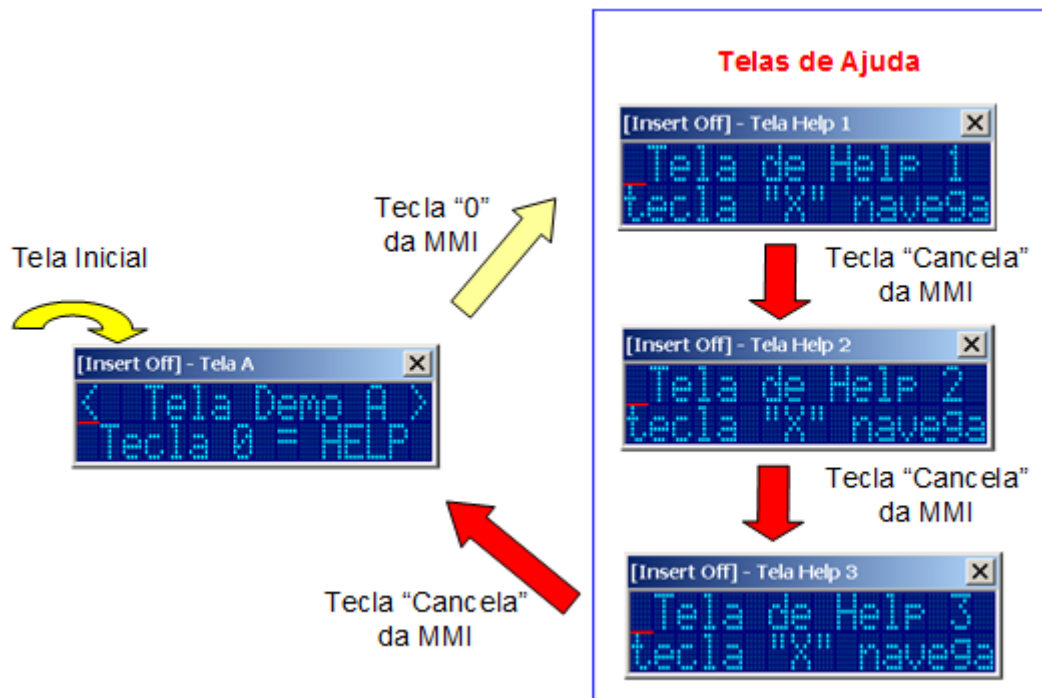 Telas de Ajuda
[Insert Off] - Tela Help 1
Tela de Help 1
tecla "X" navega
Tecla “0”
da MMI
Tela Inicial
Tecla “Cancela”
da MMI
[Insert Off] - Tela A
< Tela Demo A >
Tecla 0 = HELP
[Insert Off] - Tela Help 2
Tela de Help 2
tecla "X" navega
Tecla “Cancela”
da MMI
[Insert Off] - Tela Help 3
Tela de Help 3
tecla "X" navega
Tecla “Cancela”
da MMI